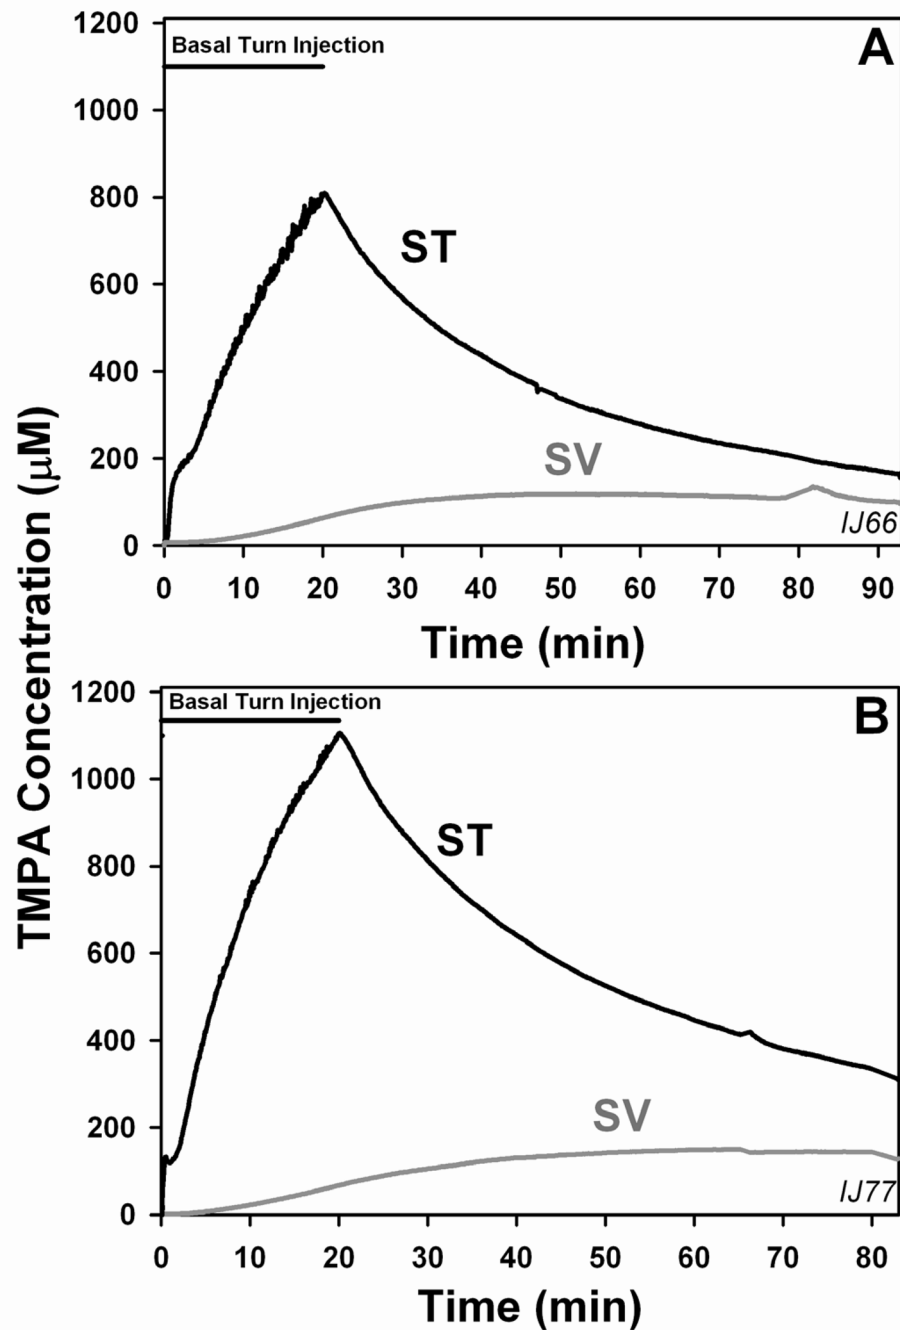 TMPA Concentration (µM)
A
Basal Turn Injection
1200
1000
800
600
400
200
0
ST
SV
IJ66
0 10 20 30 40 50 60 70 80 90
Time (min)
B
Basal Turn Injection
1200
1000
800
600
400
200
0
ST
SV
IJ77
0 10 20 30 40 50 60 70 80
Time (min)